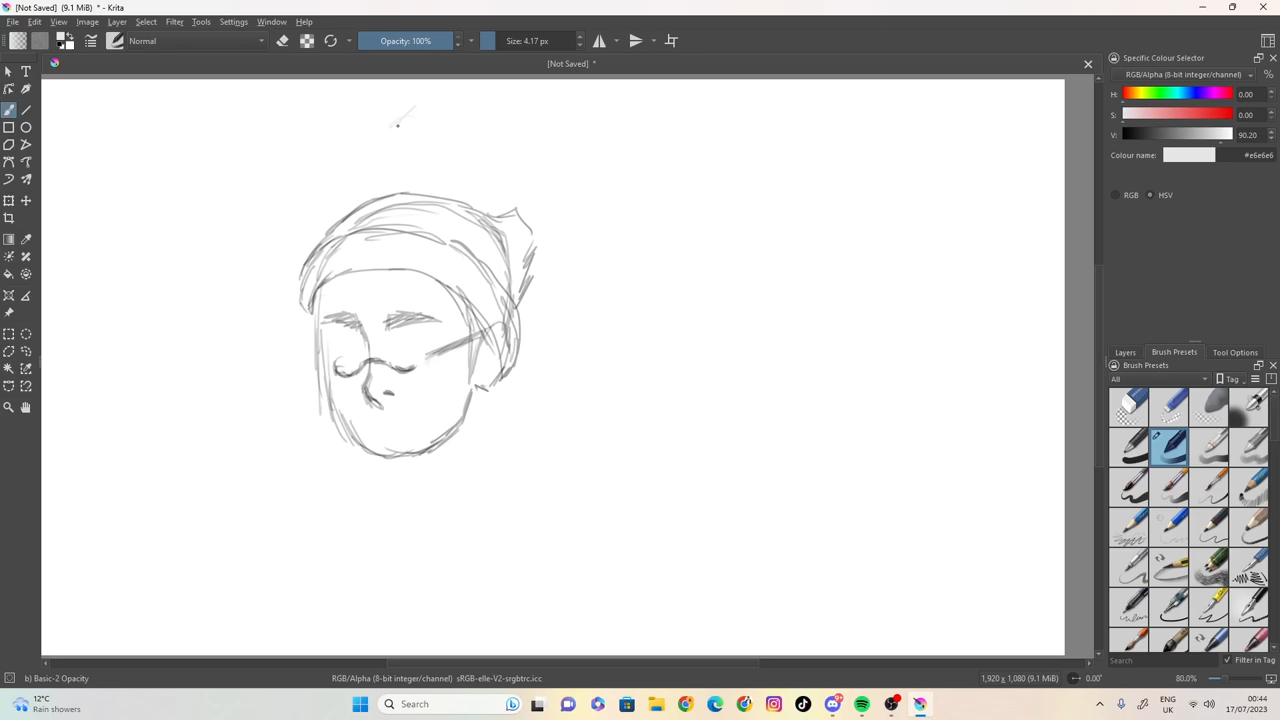 [Not Saved] (9.1 MiB) * - Krita
File Edit View Image Layer Select Filter Tools Settings Window Help
Normal Opacity: 100% Size: 4.17 px
[Not Saved] *
Specific Colour Selector
RGB/Alpha (8-bit integer/channel) %
H: 0.00
S: 0.00
V: 90.20
Colour name: #e6e6e6
RGB HSV
Layers Brush Presets Tool Options
Brush Presets
All Tag
Search Filter in Tag
b) Basic-2 Opacity RGB/Alpha (8-bit integer/channel) sRGB-elle-V2-srgbtrc.icc 1,920 x 1,080 (9.1 MiB) 0.00° 80.0%
12°C
Rain showers
Search
ENG
UK
00:44
17/07/2023